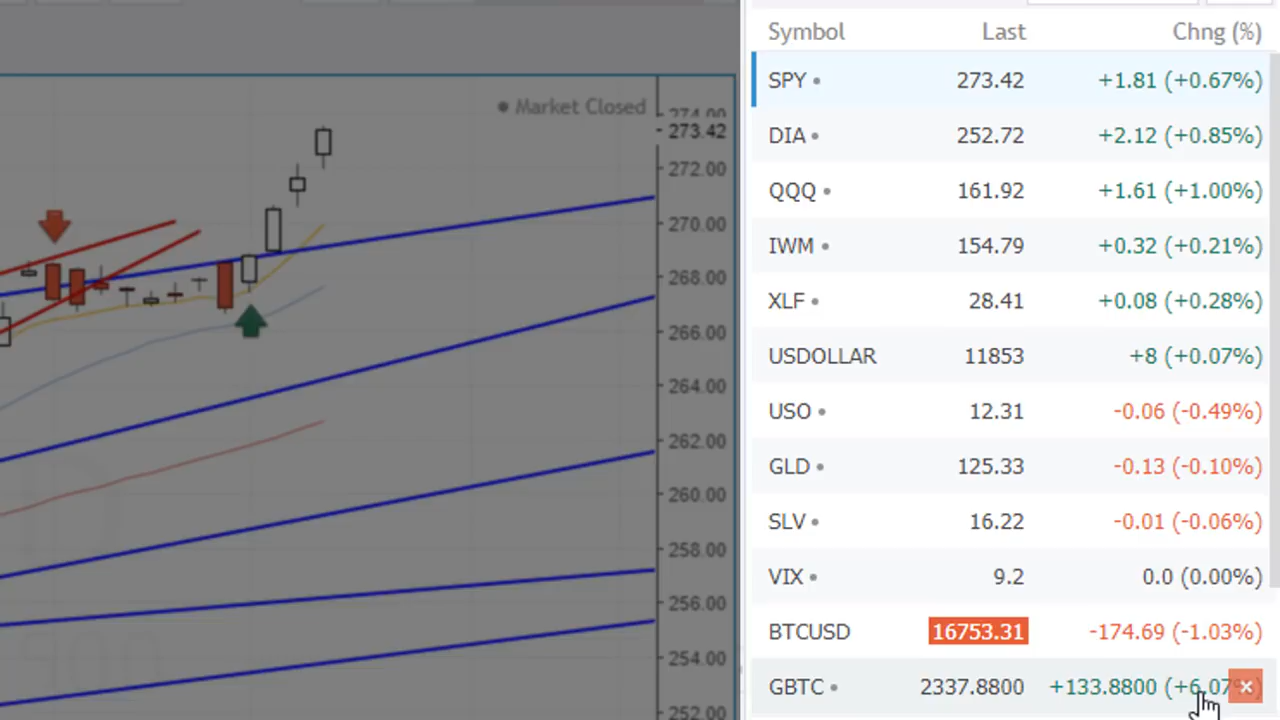 Symbol Last Chng (%)
SPY • 273.42 +1.81 (+0.67%)
DIA • 252.72 +2.12 (+0.85%)
QQQ • 161.92 +1.61 (+1.00%)
IWM • 154.79 +0.32 (+0.21%)
XLF • 28.41 +0.08 (+0.28%)
USDOLLAR 11853 +8 (+0.07%)
USO • 12.31 -0.06 (-0.49%)
GLD • 125.33 -0.13 (-0.10%)
SLV • 16.22 -0.01 (-0.06%)
VIX • 9.2 0.0 (0.00%)
BTCUSD 16753.31 -174.69 (-1.03%)
GBTC • 2337.8800 +133.8800 (+6.07
● Market Closed
274.00
273.42
272.00
270.00
268.00
266.00
264.00
262.00
260.00
258.00
256.00
254.00
252.00